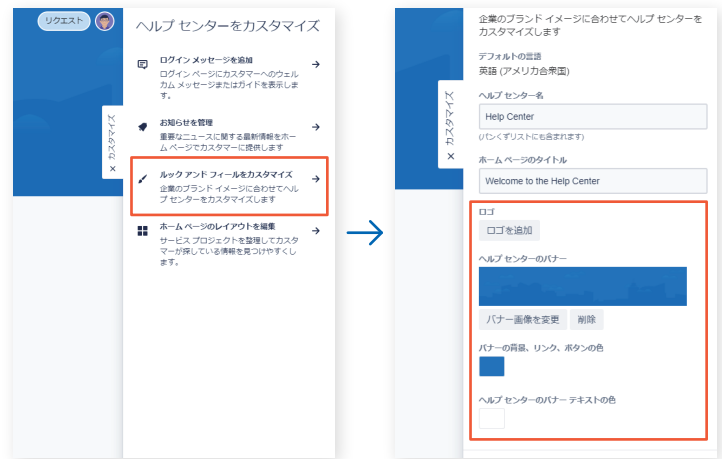 リクエスト
ヘルプ センターをカスタマイズ
ログイン メッセージを追加
ログイン ページにカスタマーへのウェル
カム メッセージまたはガイドを表示しま
す。
お知らせを管理
重要なニュースに関する最新情報をホー
ム ページでカスタマーに提供します
ルック アンド フィールをカスタマイズ
企業のブランド イメージに合わせてヘル
プ センターをカスタマイズします
ホーム ページのレイアウトを編集
サービス プロジェクトを整理してカスタ
マーが探している情報を見つけやすくし
ます。
× カスタマイズ
企業のブランド イメージに合わせてヘルプ センターを
カスタマイズします
デフォルトの言語
英語 (アメリカ合衆国)
ヘルプ センター名
Help Center
(パンくずリストにも含まれます)
ホーム ページのタイトル
Welcome to the Help Center
ロゴ
ロゴを追加
ヘルプ センターのバナー
バナー画像を変更 削除
バナーの背景、リンク、ボタンの色
ヘルプ センターのバナー テキストの色
× カスタマイズ